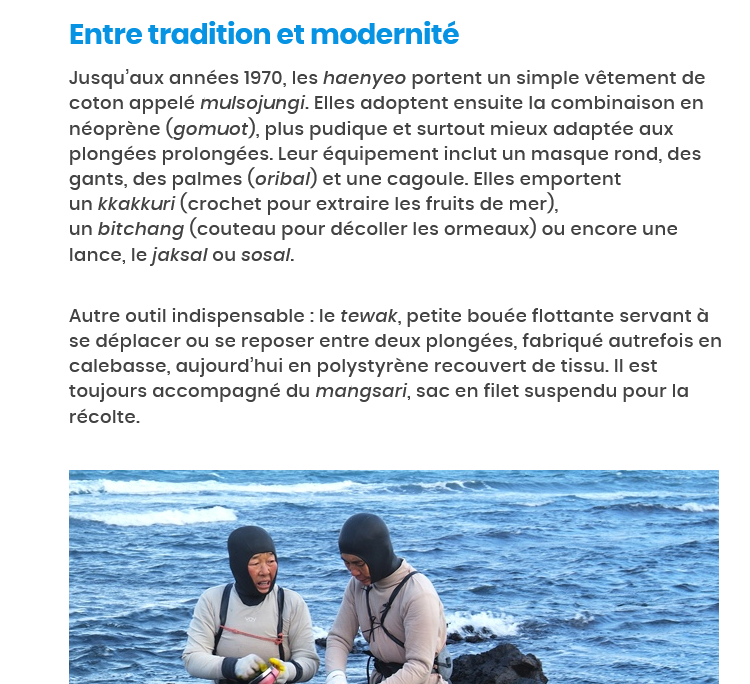 Entre tradition et modernité
Jusqu’aux années 1970, les haenyeo portent un simple vêtement de
coton appelé mulsojungi. Elles adoptent ensuite la combinaison en
néoprène (gomuot), plus pudique et surtout mieux adaptée aux
plongées prolongées. Leur équipement inclut un masque rond, des
gants, des palmes (oribal) et une cagoule. Elles emportent
un kkakkuri (crochet pour extraire les fruits de mer),
un bitchang (couteau pour décoller les ormeaux) ou encore une
lance, le jaksal ou sosal.
Autre outil indispensable : le tewak, petite bouée flottante servant à
se déplacer ou se reposer entre deux plongées, fabriqué autrefois en
calebasse, aujourd’hui en polystyrène recouvert de tissu. Il est
toujours accompagné du mangsari, sac en filet suspendu pour la
récolte.